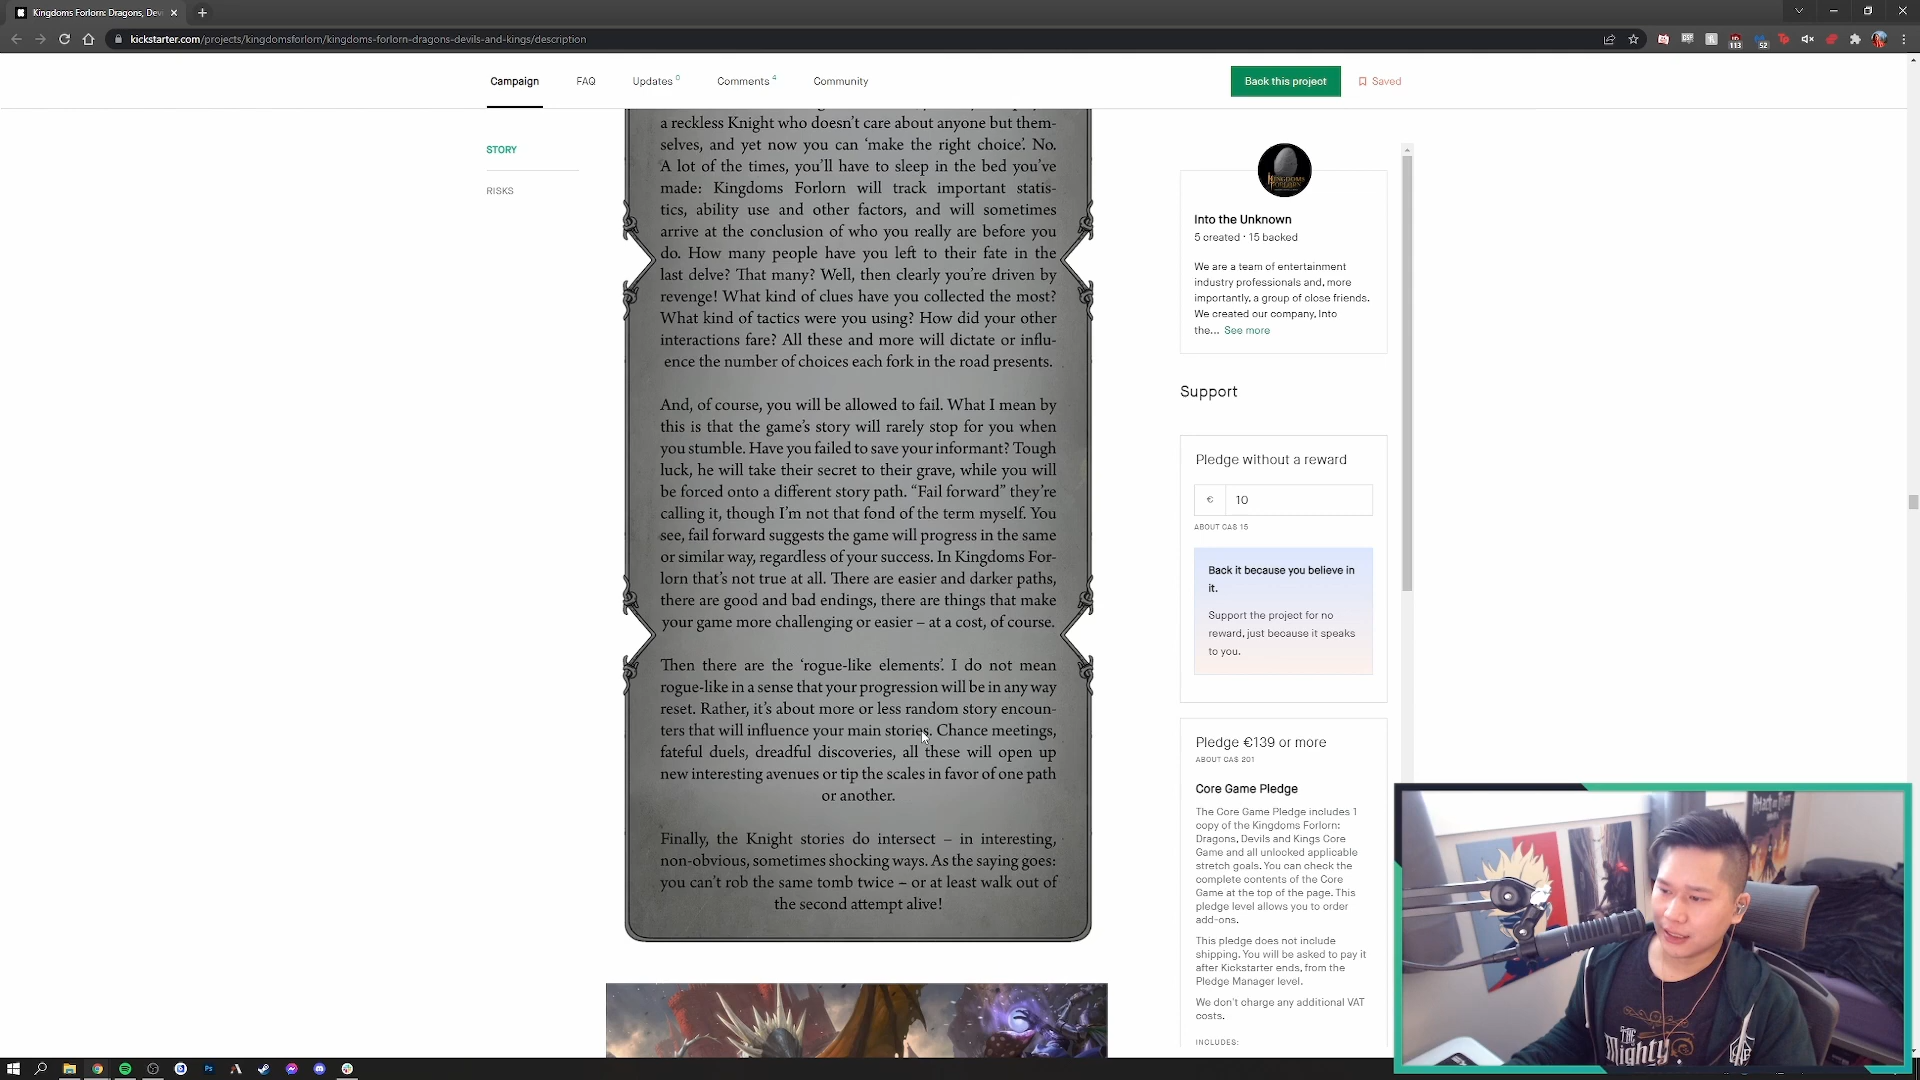 Kingdoms Forlorn: Dragons, Dev
kickstarter.com/projects/kingdomsforlorn/kingdoms-forlorn-dragons-devils-and-kings/description
113
52
Campaign
FAQ
Updates 0
Comments 4
Community
Back this project
Saved
STORY
RISKS
a reckless Knight who doesn't care about anyone but them-
selves, and yet now you can 'make the right choice'. No.
A lot of the times, you'll have to sleep in the bed you've
made: Kingdoms Forlorn will track important statis-
tics, ability use and other factors, and will sometimes
arrive at the conclusion of who you really are before you
do. How many people have you left to their fate in the
last delve? That many? Well, then clearly you're driven by
revenge! What kind of clues have you collected the most?
What kind of tactics were you using? How did your other
interactions fare? All these and more will dictate or influ-
ence the number of choices each fork in the road presents.
And, of course, you will be allowed to fail. What I mean by
this is that the game's story will rarely stop for you when
you stumble. Have you failed to save your informant? Tough
luck, he will take their secret to their grave, while you will
be forced onto a different story path. "Fail forward" they're
calling it, though I'm not that fond of the term myself. You
see, fail forward suggests the game will progress in the same
or similar way, regardless of your success. In Kingdoms For-
lorn that's not true at all. There are easier and darker paths,
there are good and bad endings, there are things that make
your game more challenging or easier – at a cost, of course.
Then there are the 'rogue-like elements'. I do not mean
rogue-like in a sense that your progression will be in any way
reset. Rather, it's about more or less random story encoun-
ters that will influence your main stories. Chance meetings,
fateful duels, dreadful discoveries, all these will open up
new interesting avenues or tip the scales in favor of one path
or another.
Finally, the Knight stories do intersect – in interesting,
non-obvious, sometimes shocking ways. As the saying goes:
you can't rob the same tomb twice – or at least walk out of
the second attempt alive!
KINGDOMS
FORLORN
Into the Unknown
5 created · 15 backed
We are a team of entertainment
industry professionals and, more
importantly, a group of close friends.
We created our company, Into
the... See more
Support
Pledge without a reward
€ 10
ABOUT CA$ 15
Back it because you believe in
it.
Support the project for no
reward, just because it speaks
to you.
Pledge €139 or more
ABOUT CA$ 201
Core Game Pledge
The Core Game Pledge includes 1
copy of the Kingdoms Forlorn:
Dragons, Devils and Kings Core
Game and all unlocked applicable
stretch goals. You can check the
complete contents of the Core
Game at the top of the page. This
pledge level allows you to order
add-ons.
This pledge does not include
shipping. You will be asked to pay it
after Kickstarter ends, from the
Pledge Manager level.
We don't charge any additional VAT
costs.
INCLUDES:
Attack on Titan
THE
Mighty